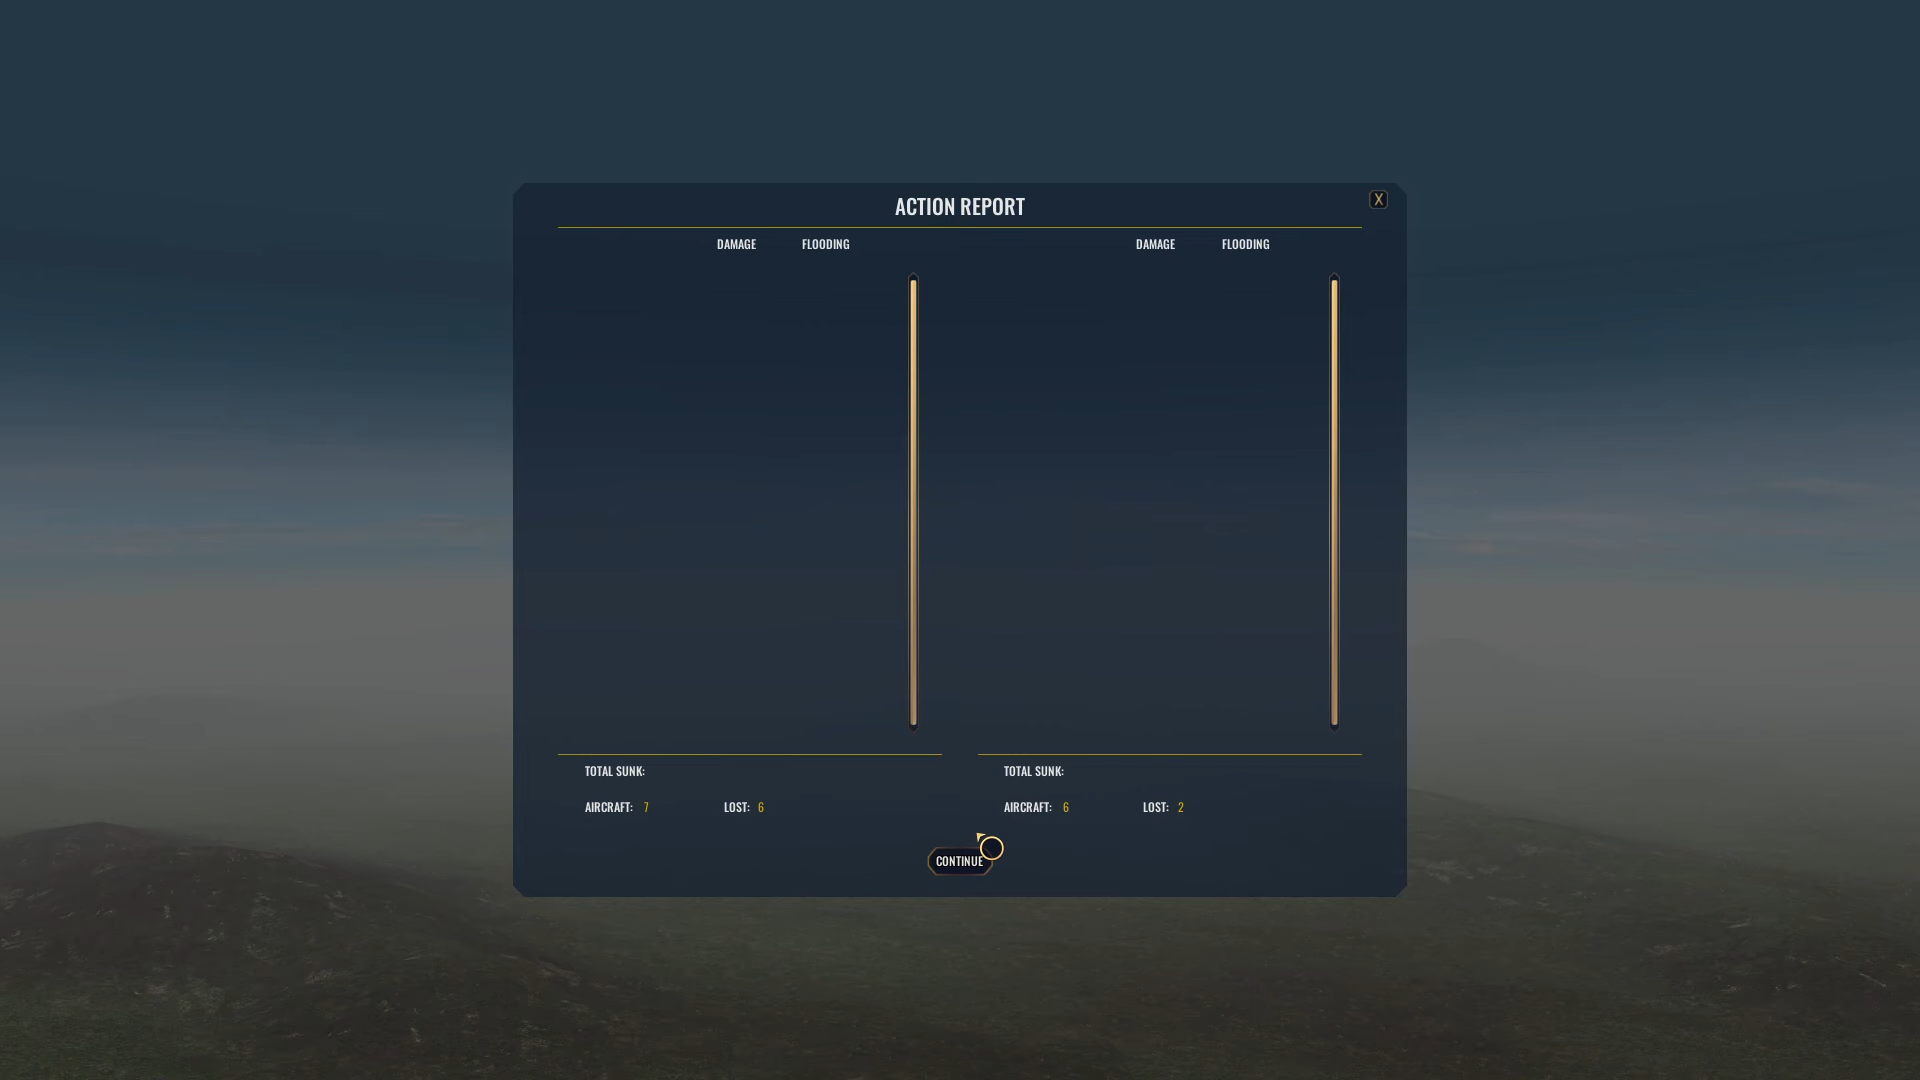 ACTION REPORT
X
DAMAGE FLOODING
DAMAGE FLOODING
TOTAL SUNK:
AIRCRAFT: 7 LOST: 6
TOTAL SUNK:
AIRCRAFT: 6 LOST: 2
CONTINUE